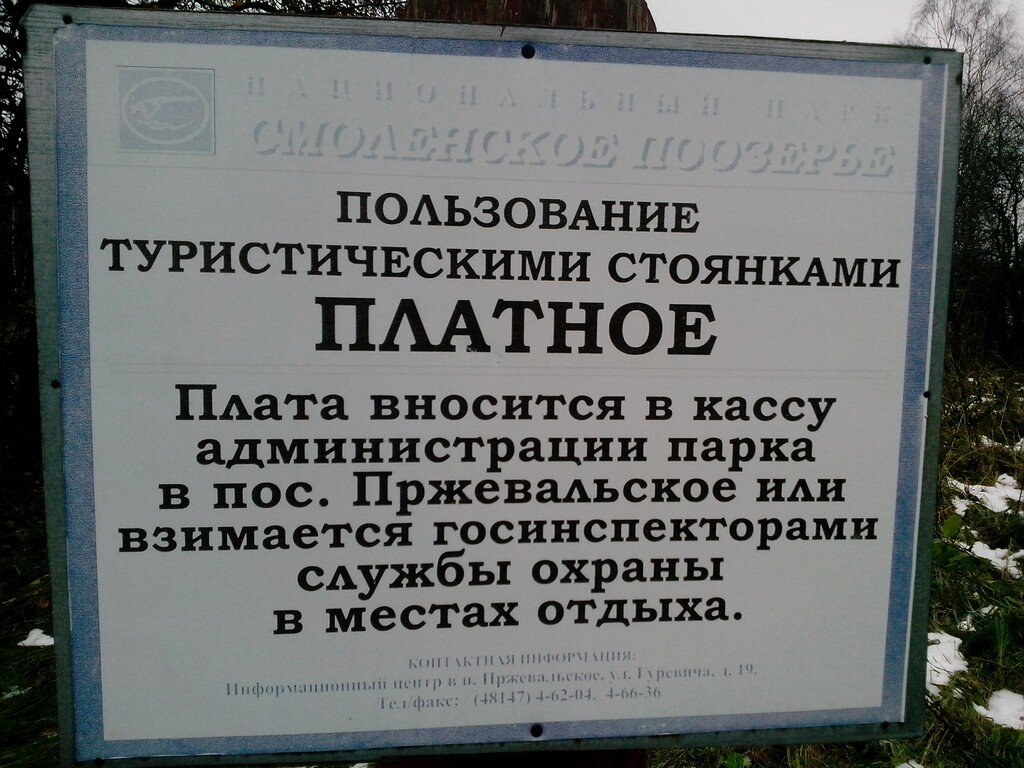 НАЦИОНАЛЬНЫЙ ПАРК
СМОЛЕНСКОЕ ПООЗЕРЬЕ
ПОЛЬЗОВАНИЕ
ТУРИСТИЧЕСКИМИ СТОЯНКАМИ
ПЛАТНОЕ
Плата вносится в кассу
администрации парка
в пос. Пржевальское или
взимается госинспекторами
службы охраны
в местах отдыха.
КОНТАКТНАЯ ИНФОРМАЦИЯ:
Информационный центр в п. Пржевальское, ул. Гуревича, д. 19.
Тел/факс: (48147) 4-62-04. 4-66-36